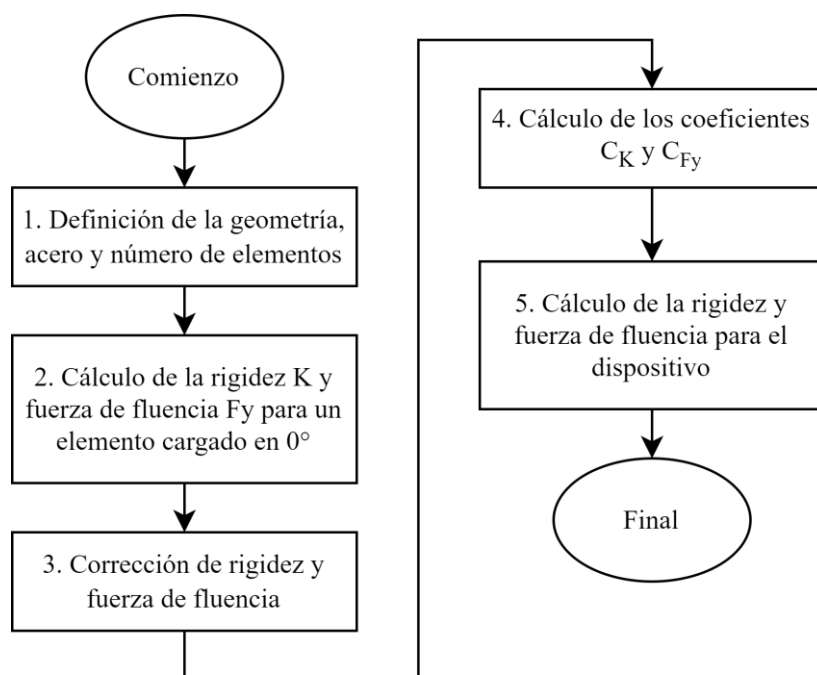 Comienzo
1. Definición de la geometría,
acero y número de elementos
2. Cálculo de la rigidez K y
fuerza de fluencia Fy para un
elemento cargado en 0°
3. Corrección de rigidez y
fuerza de fluencia
4. Cálculo de los coeficientes
C_K y C_Fy
5. Cálculo de la rigidez y
fuerza de fluencia para el
dispositivo
Final